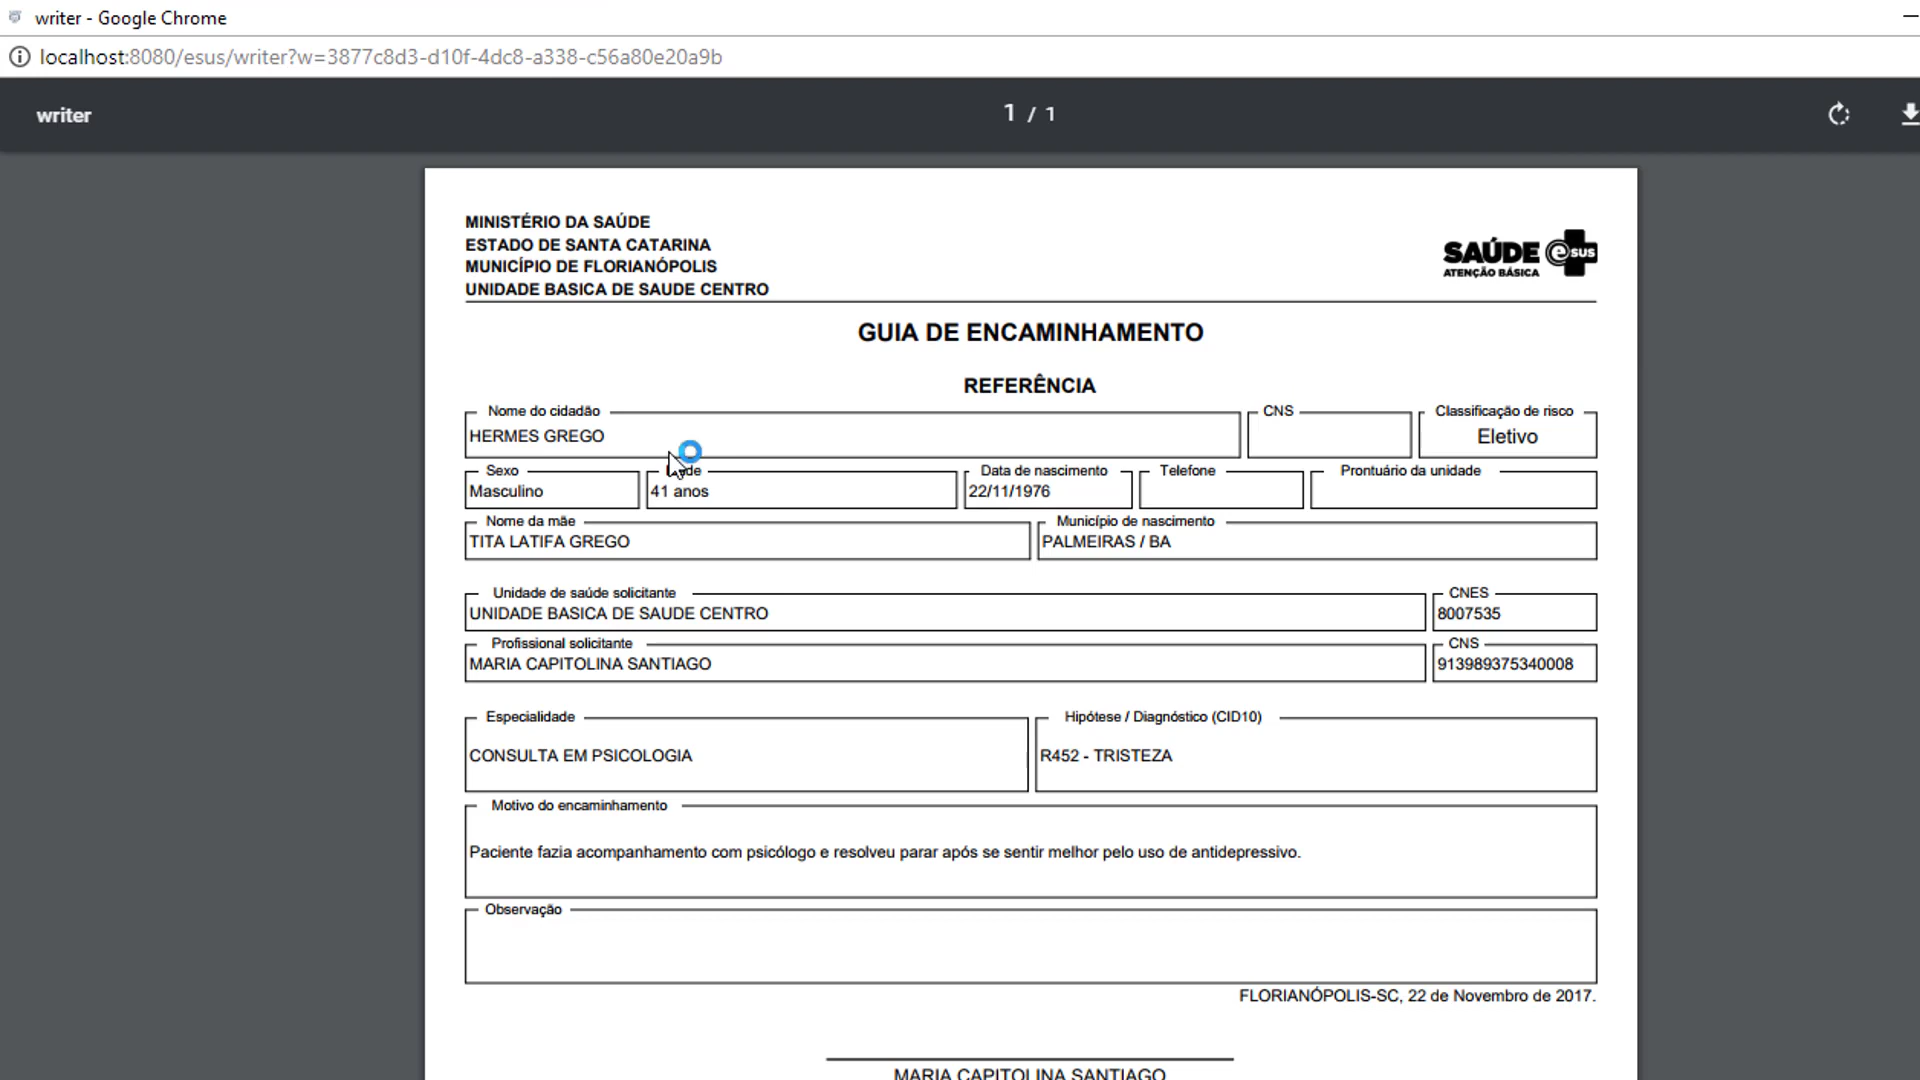 writer - Google Chrome
localhost:8080/esus/writer?w=3877c8d3-d10f-4dc8-a338-c56a80e20a9b
writer
1 / 1
MINISTÉRIO DA SAÚDE
ESTADO DE SANTA CATARINA
MUNICÍPIO DE FLORIANÓPOLIS
UNIDADE BASICA DE SAUDE CENTRO
SAÚDE e SUS
ATENÇÃO BÁSICA
GUIA DE ENCAMINHAMENTO
REFERÊNCIA
Nome do cidadão CNS Classificação de risco
HERMES GREGO Eletivo
Sexo Data de nascimento Telefone Prontuário da unidade
Masculino 41 anos 22/11/1976
Nome da mãe Município de nascimento
TITA LATIFA GREGO PALMEIRAS / BA
Unidade de saúde solicitante CNES
UNIDADE BASICA DE SAUDE CENTRO 8007535
Profissional solicitante CNS
MARIA CAPITOLINA SANTIAGO 913989375340008
Especialidade Hipótese / Diagnóstico (CID10)
CONSULTA EM PSICOLOGIA R452 - TRISTEZA
Motivo do encaminhamento
Paciente fazia acompanhamento com psicólogo e resolveu parar após se sentir melhor pelo uso de antidepressivo.
Observação
FLORIANÓPOLIS-SC, 22 de Novembro de 2017.
MARIA CAPITOLINA SANTIAGO